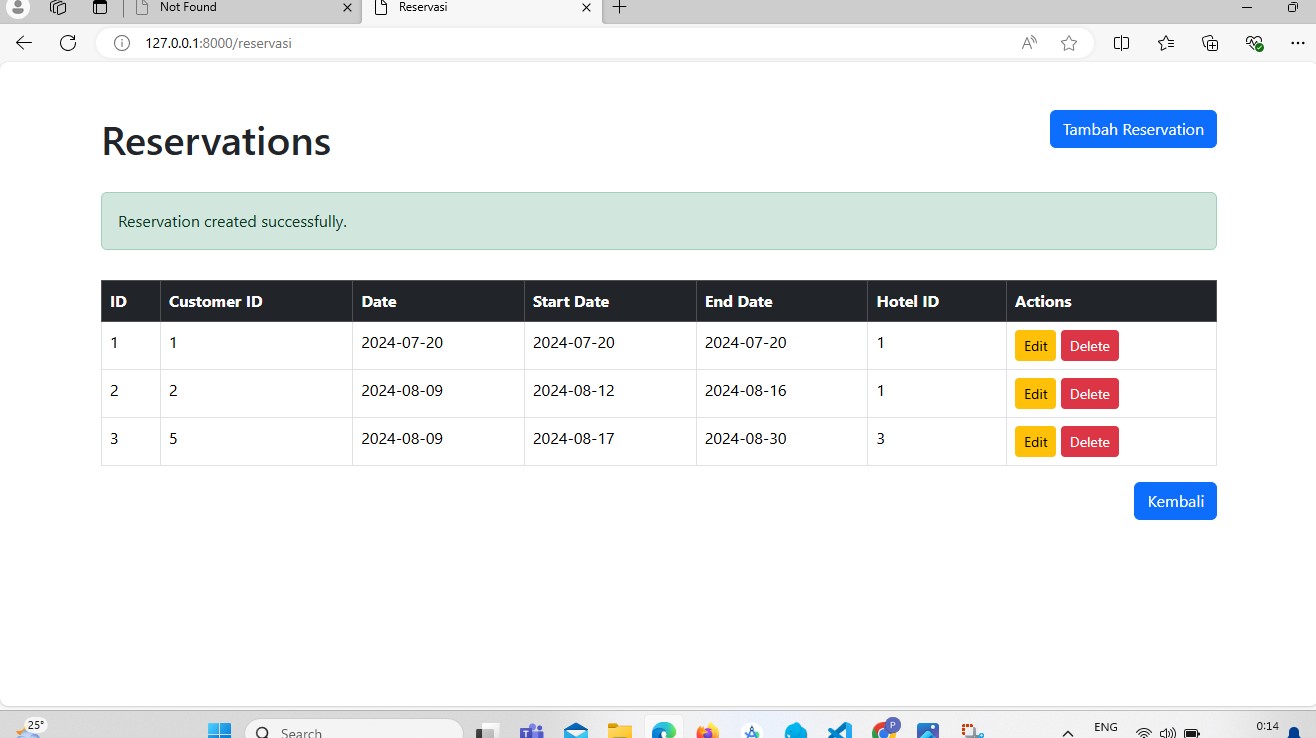 Not Found
Reservasi
127.0.0.1:8000/reservasi
Reservations
Tambah Reservation
Reservation created successfully.
ID Customer ID Date Start Date End Date Hotel ID Actions
1 1 2024-07-20 2024-07-20 2024-07-20 1 Edit Delete
2 2 2024-08-09 2024-08-12 2024-08-16 1 Edit Delete
3 5 2024-08-09 2024-08-17 2024-08-30 3 Edit Delete
Kembali
25°
Search
P
ENG
0:14